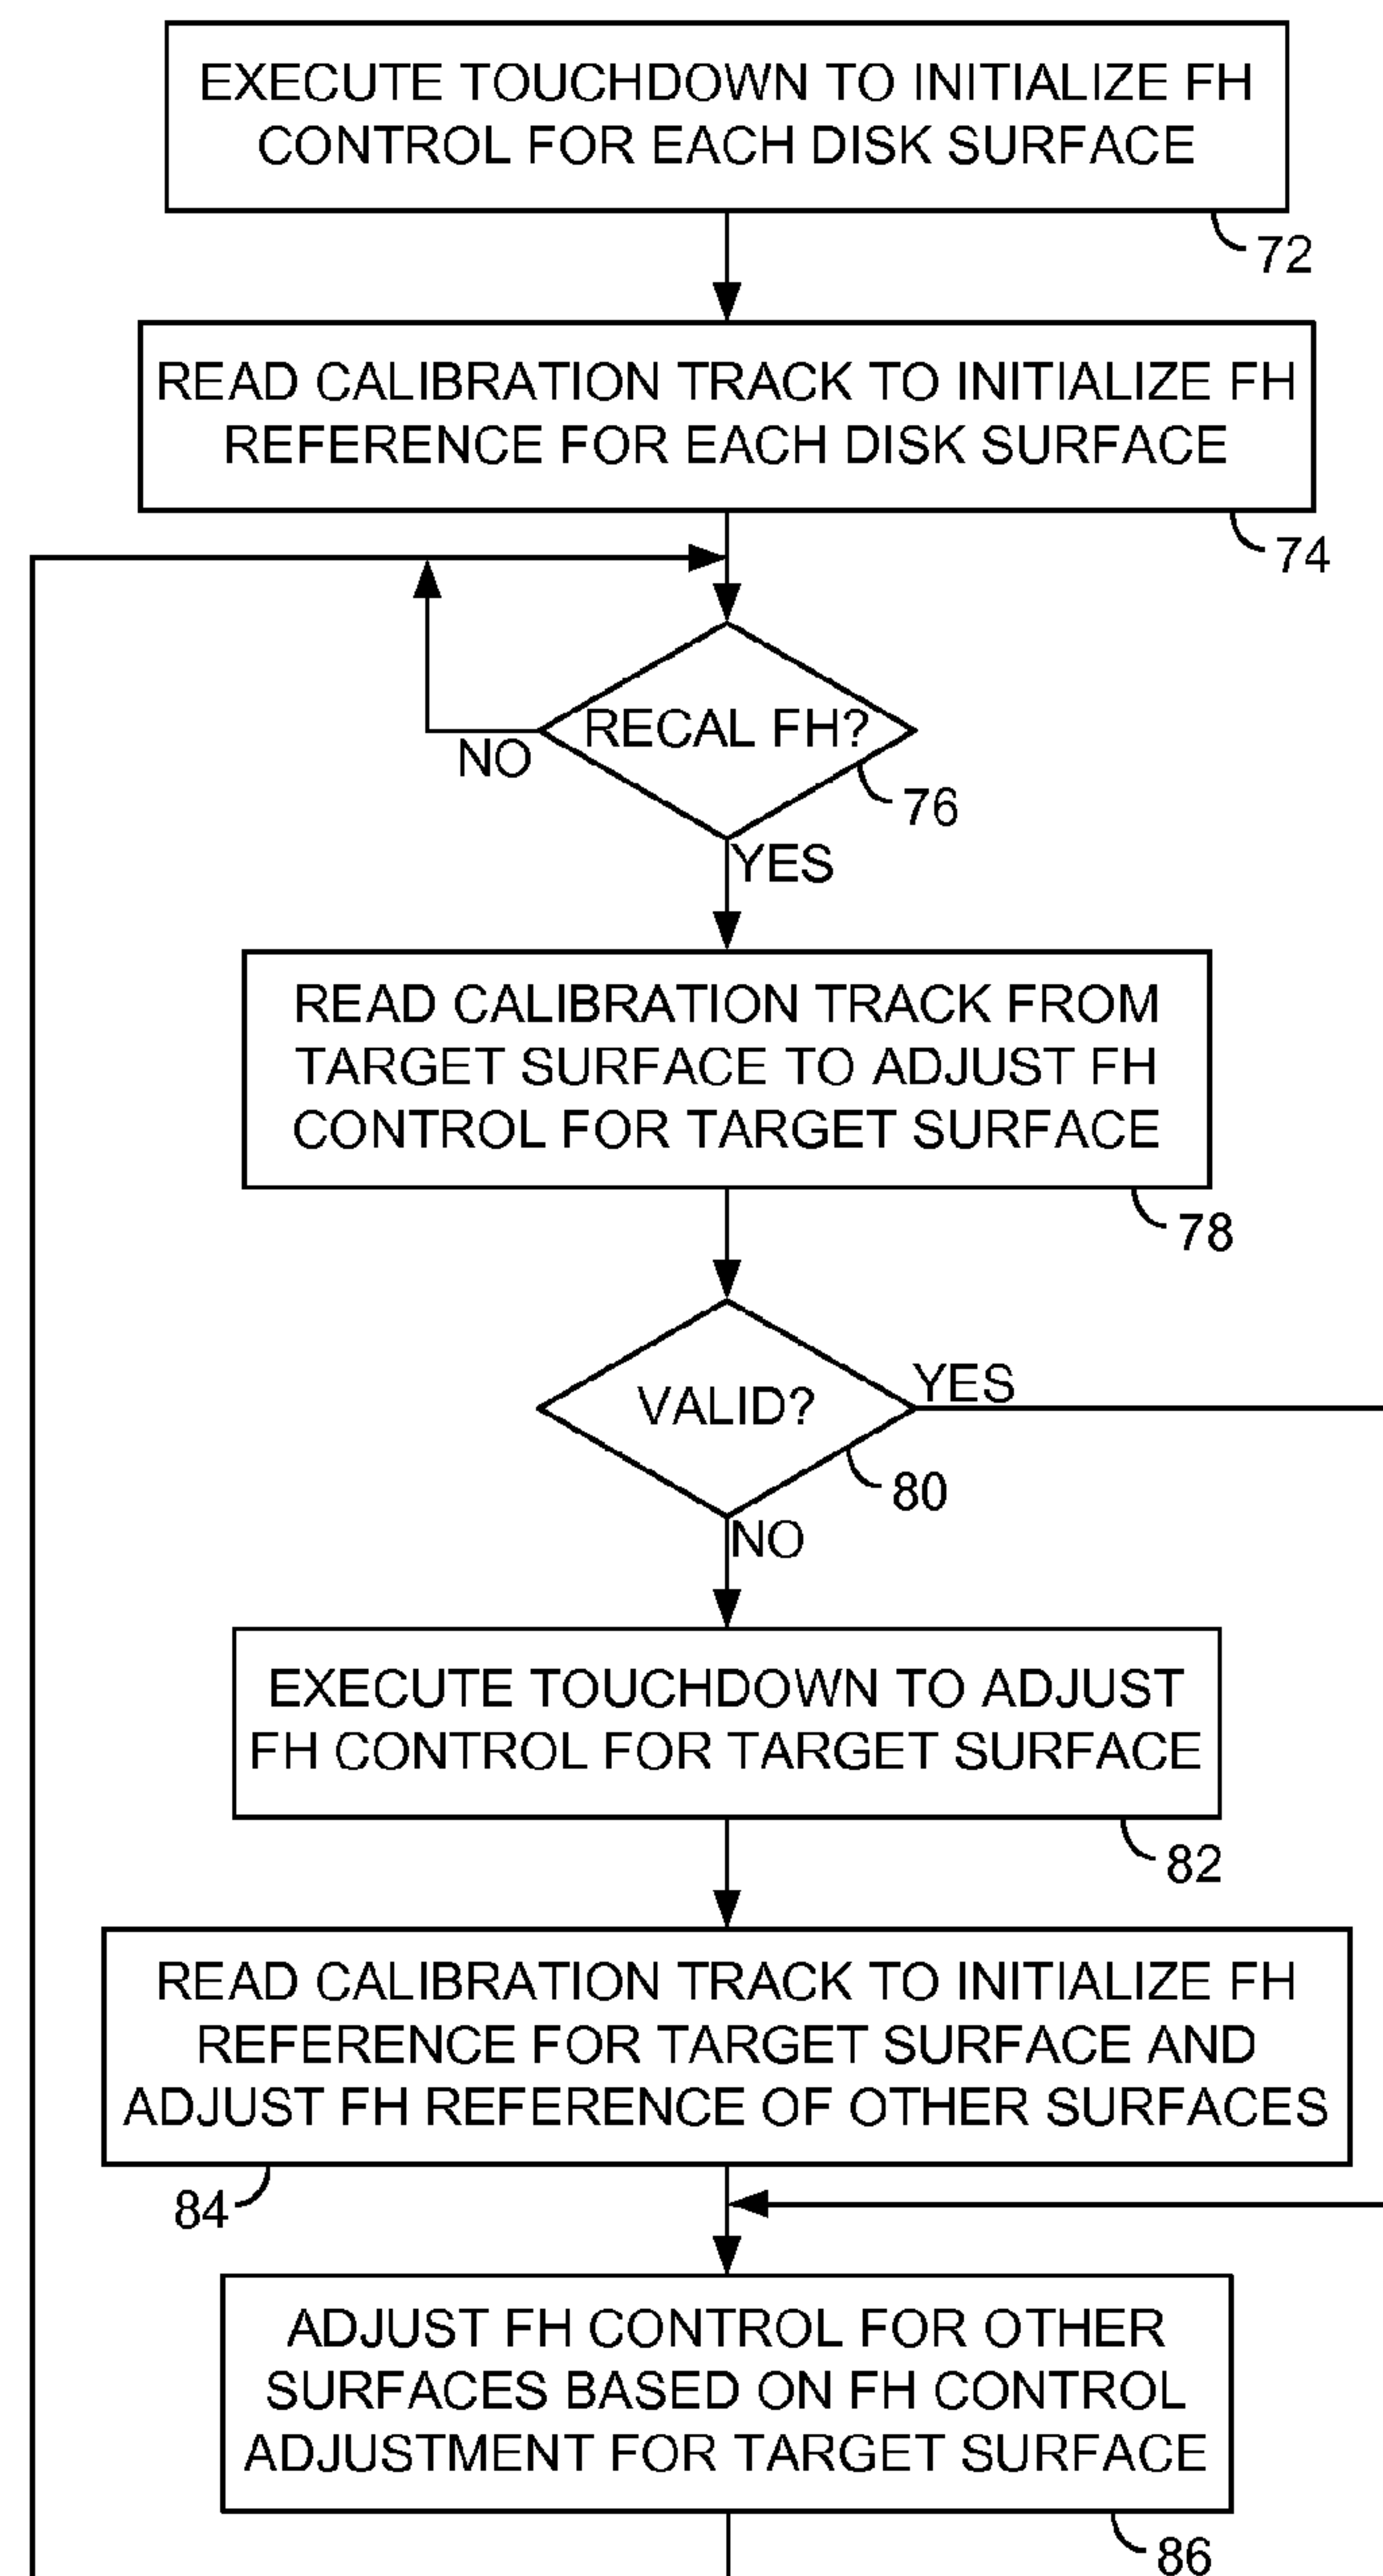 EXECUTE TOUCHDOWN TO INITIALIZE FH
CONTROL FOR EACH DISK SURFACE
72
READ CALIBRATION TRACK TO INITIALIZE FH
REFERENCE FOR EACH DISK SURFACE
74
RECAL FH?
NO
76
YES
READ CALIBRATION TRACK FROM
TARGET SURFACE TO ADJUST FH
CONTROL FOR TARGET SURFACE
78
YES
VALID?
80
NO
EXECUTE TOUCHDOWN TO ADJUST
FH CONTROL FOR TARGET SURFACE
82
READ CALIBRATION TRACK TO INITIALIZE FH
REFERENCE FOR TARGET SURFACE AND
ADJUST FH REFERENCE OF OTHER SURFACES
84
ADJUST FH CONTROL FOR OTHER
SURFACES BASED ON FH CONTROL
ADJUSTMENT FOR TARGET SURFACE
86